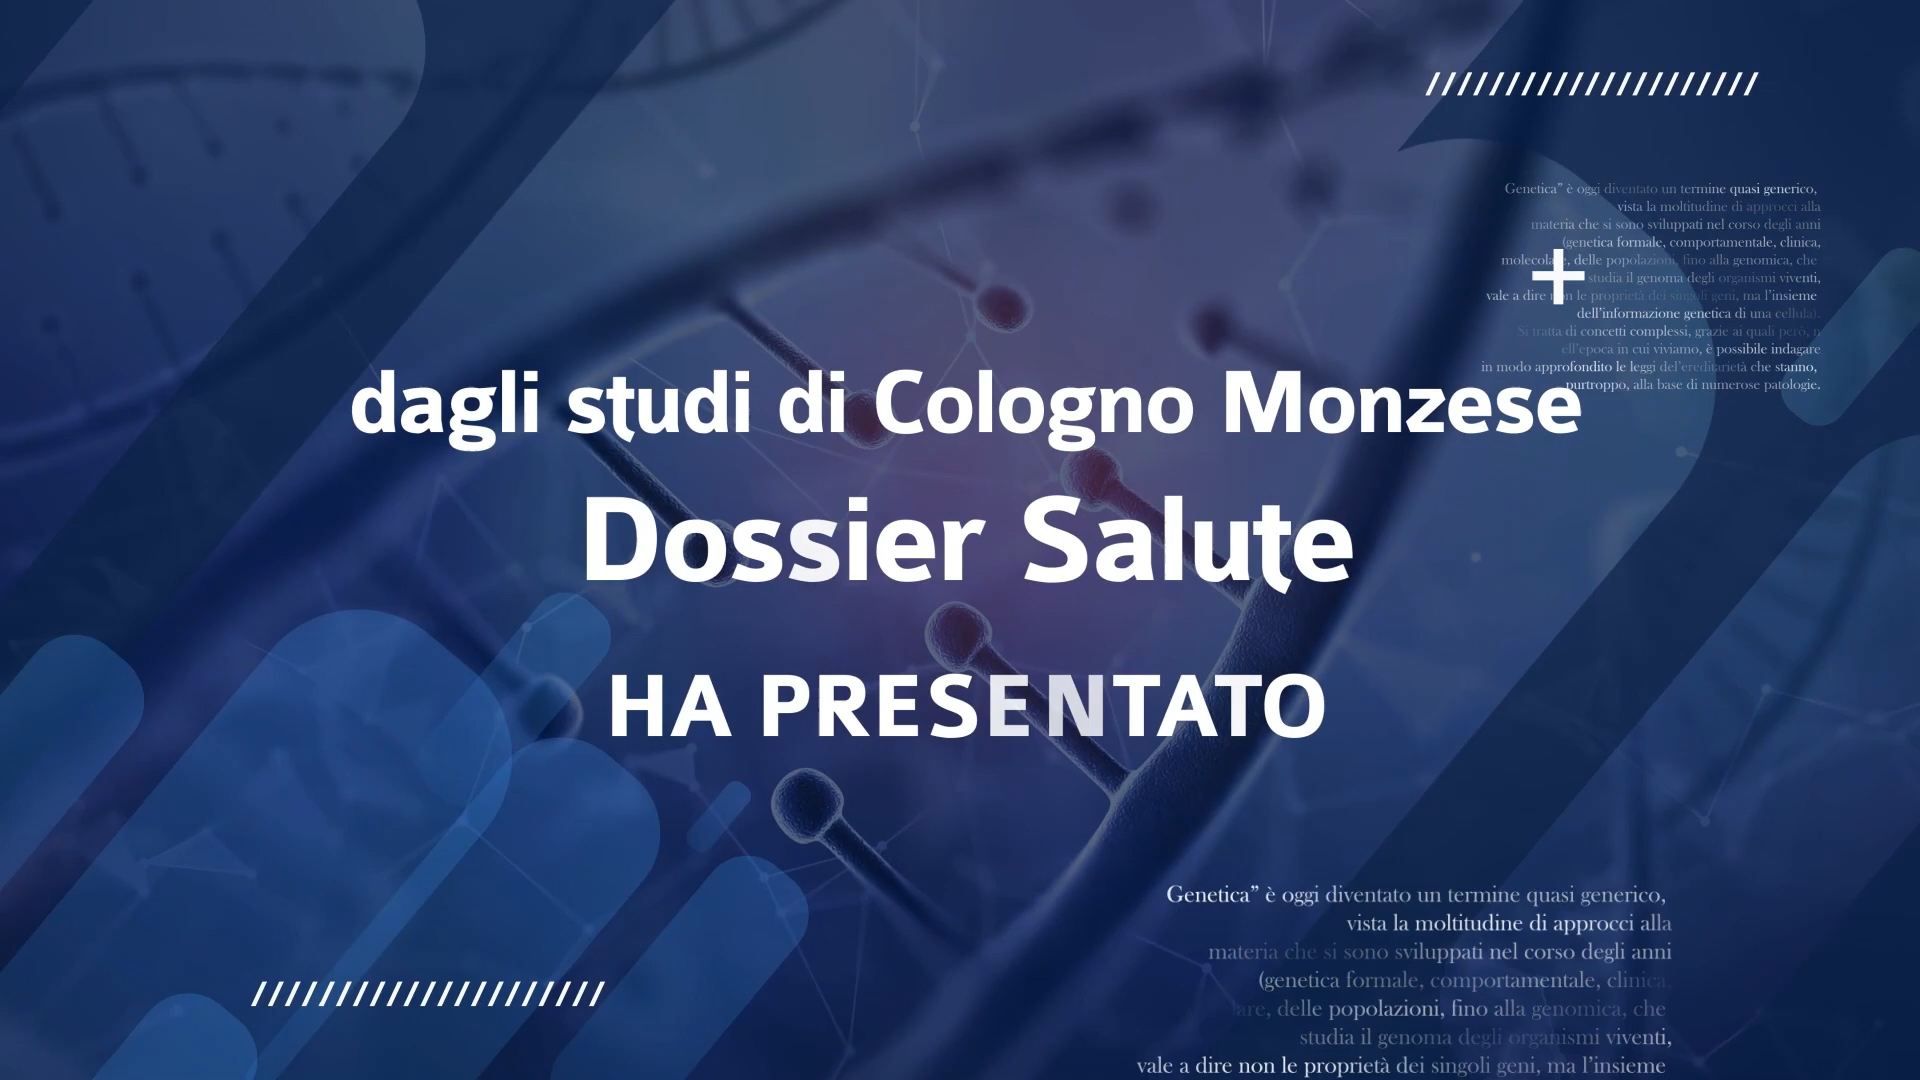 Genetica” è oggi diventato un termine quasi generico,
vista la moltitudine di approcci alla
materia che si sono sviluppati nel corso degli anni
(genetica formale, comportamentale, clinica,
delle popolazioni, fino alla genomica, che
studia il genoma degli organismi viventi,
vale a dire non le proprietà dei singoli geni, ma l’insieme
dell’informazione genetica di una cellula).
Si tratta di concetti complessi, grazie ai quali però, n
ell’epoca in cui viviamo, è possibile indagare
in modo approfondito le leggi del’ereditarietà che stanno,
purtroppo, alla base di numerose patologie.
dagli studi di Cologno Monzese
Dossier Salute
HA PRESENTATO
Genetica” è oggi diventato un termine quasi generico,
vista la moltitudine di approcci alla
materia che si sono sviluppati nel corso degli anni
(genetica formale, comportamentale, clinica,
delle popolazioni, fino alla genomica, che
studia il genoma degli organismi viventi,
vale a dire non le proprietà dei singoli geni, ma l’insieme